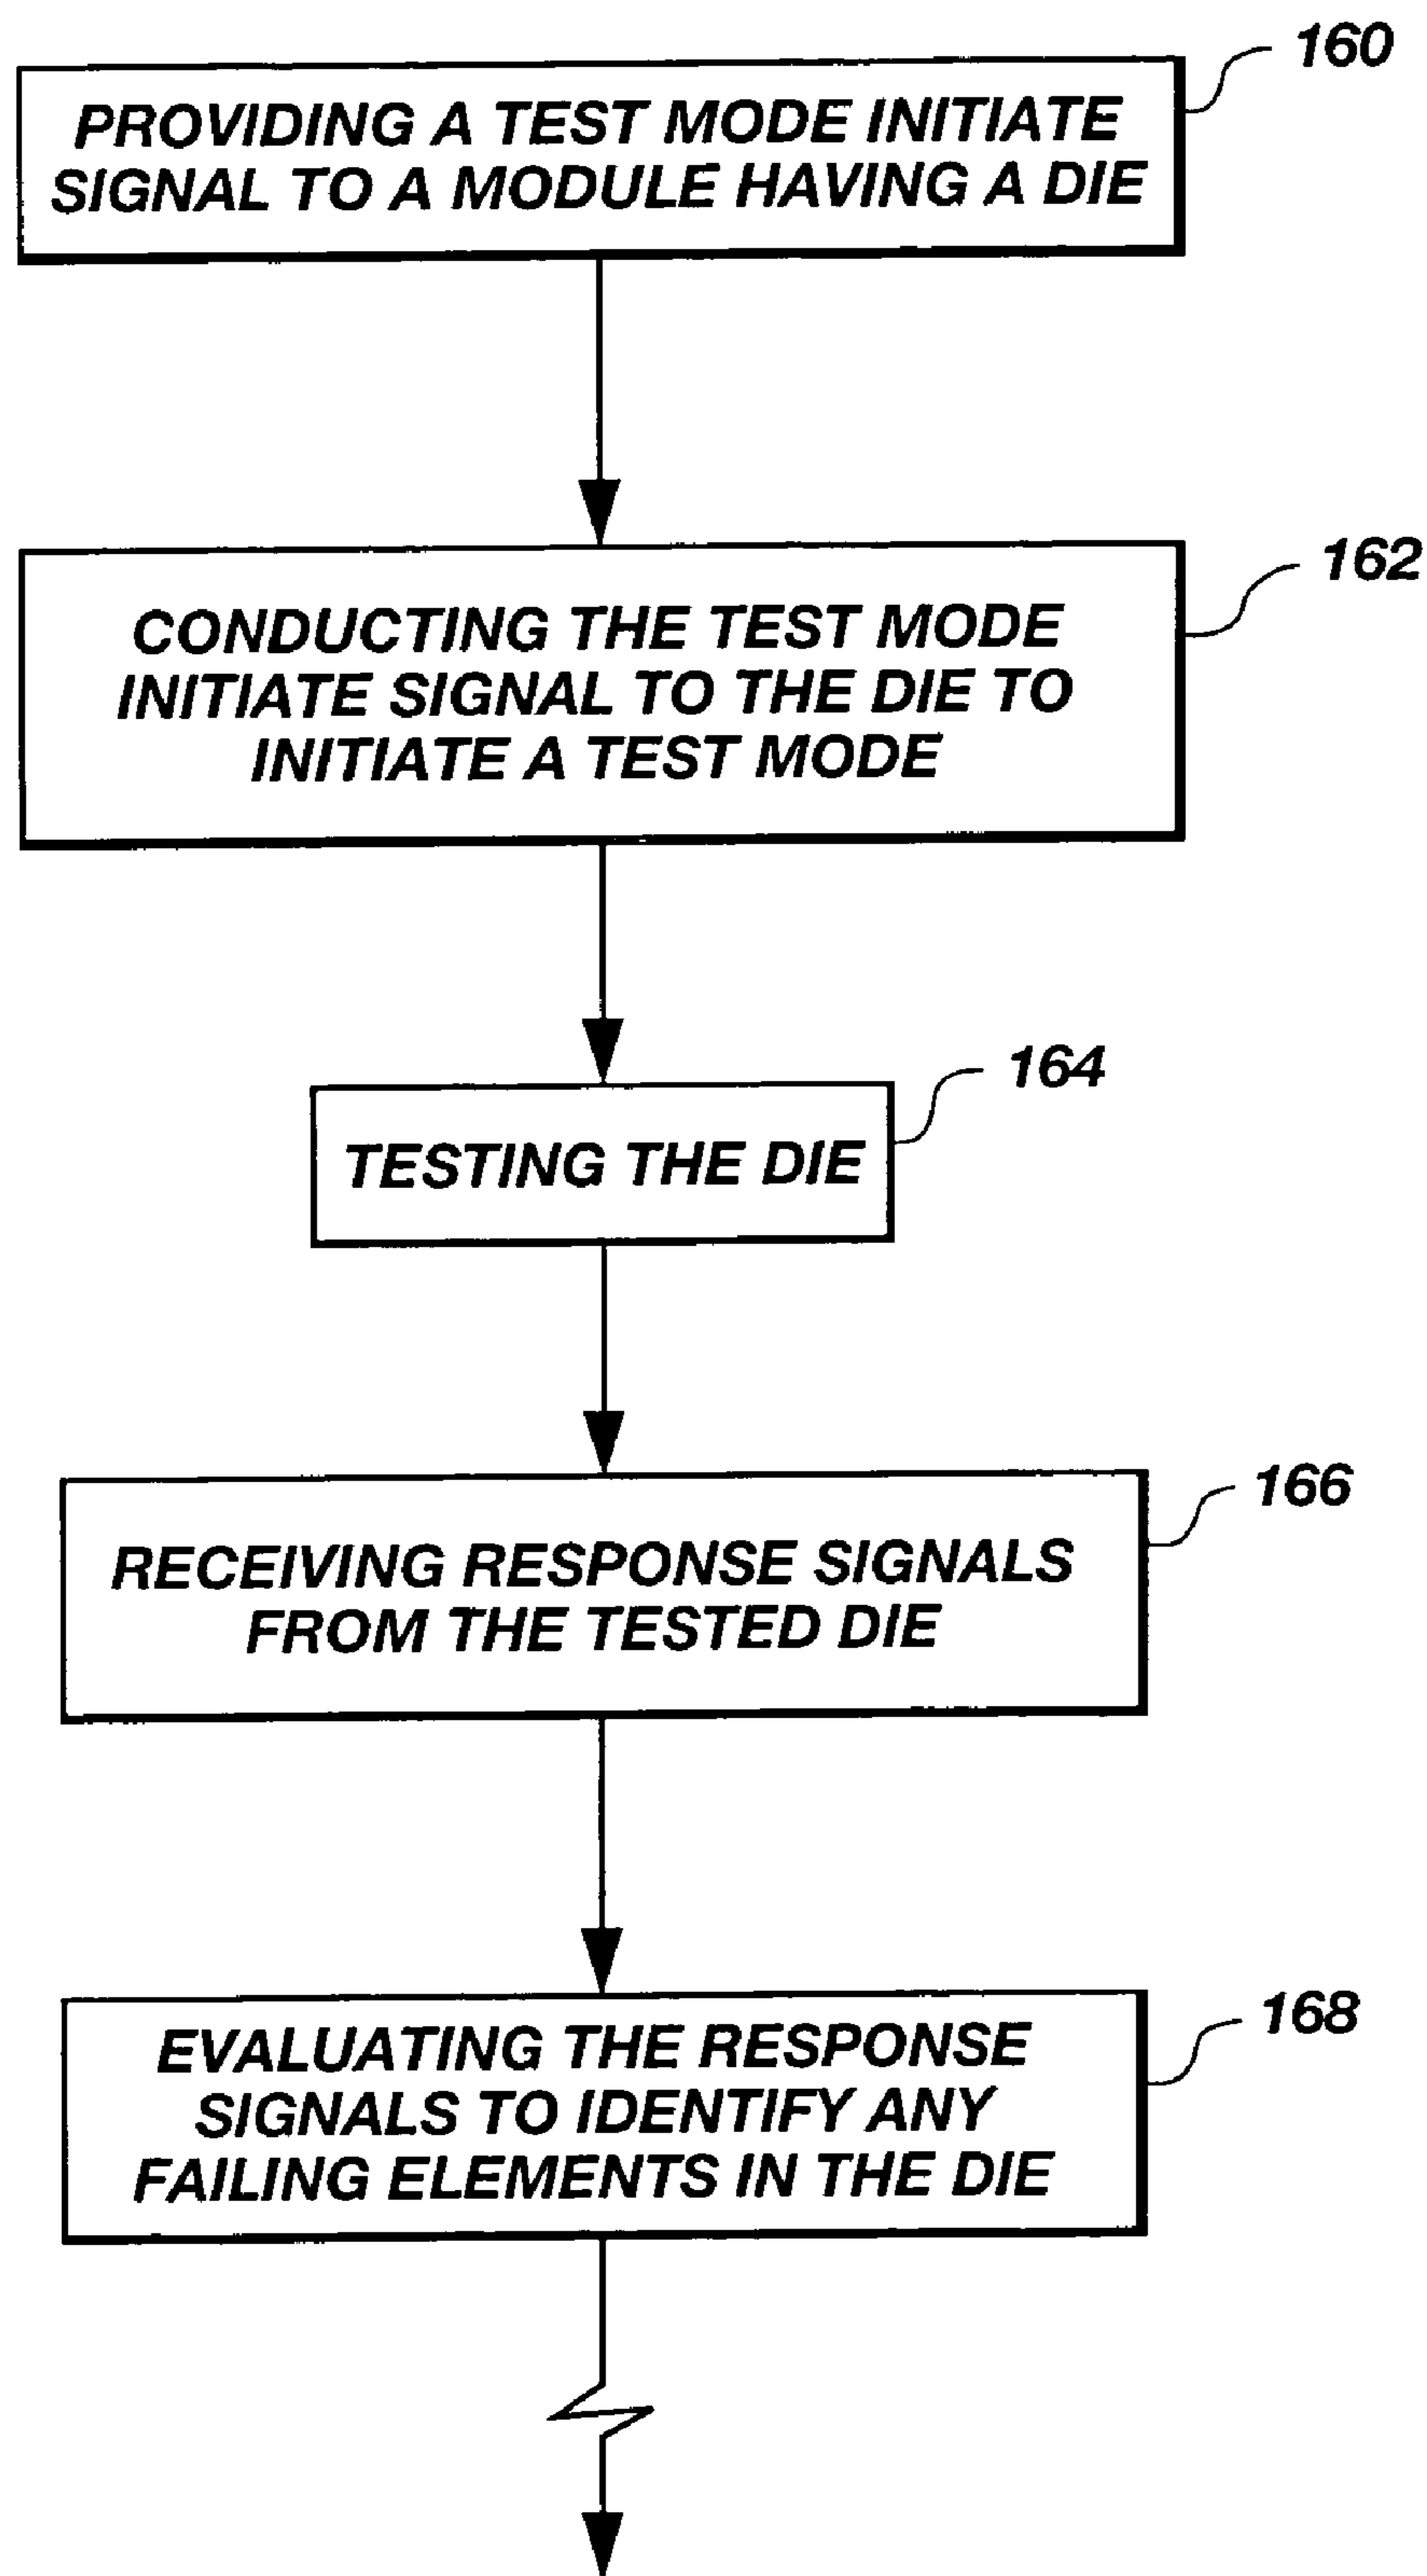 160
PROVIDING A TEST MODE INITIATE
SIGNAL TO A MODULE HAVING A DIE
162
CONDUCTING THE TEST MODE
INITIATE SIGNAL TO THE DIE TO
INITIATE A TEST MODE
164
TESTING THE DIE
166
RECEIVING RESPONSE SIGNALS
FROM THE TESTED DIE
168
EVALUATING THE RESPONSE
SIGNALS TO IDENTIFY ANY
FAILING ELEMENTS IN THE DIE